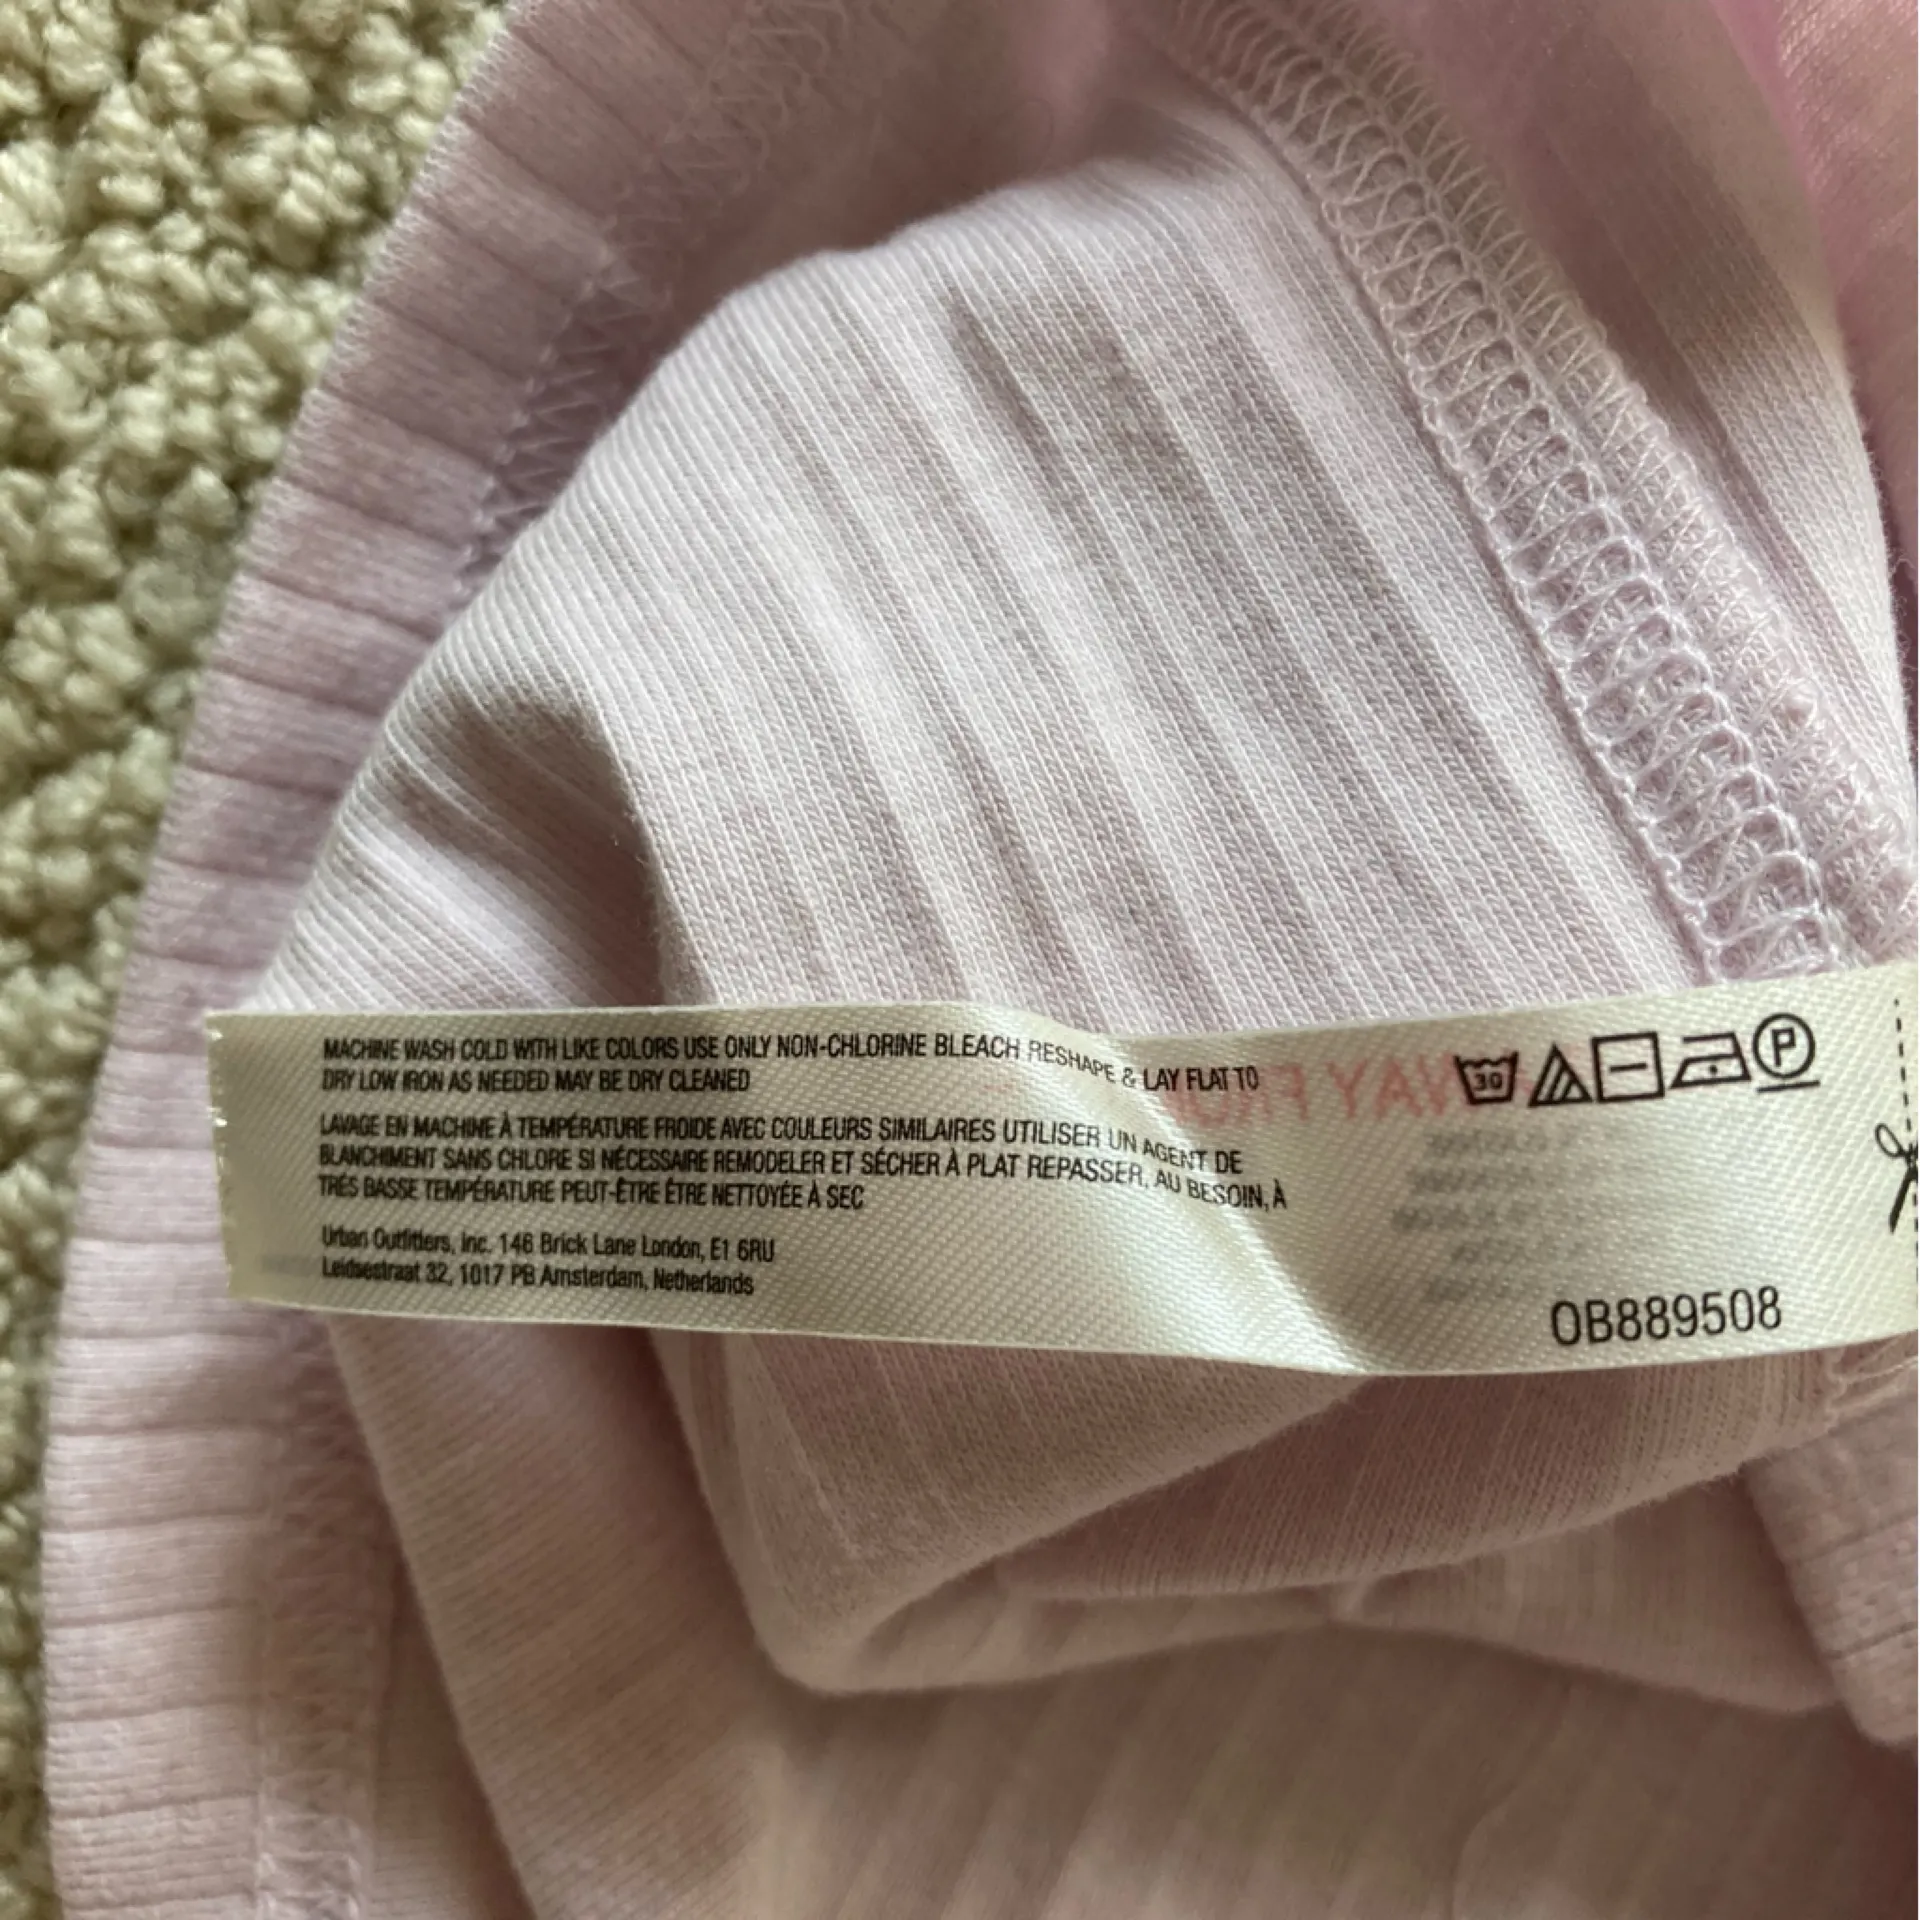 MACHINE WASH COLD WITH LIKE COLORS USE ONLY NON-CHLORINE BLEACH RESHAPE & LAY FLAT TO
DRY LOW IRON AS NEEDED MAY BE DRY CLEANED
LAVAGE EN MACHINE À TEMPÉRATURE FROIDE AVEC COULEURS SIMILAIRES UTILISER UN AGENT DE
BLANCHIMENT SANS CHLORE SI NÉCESSAIRE REMODELER ET SÉCHER À PLAT REPASSER, AU BESOIN, À
TRÈS BASSE TEMPÉRATURE PEUT-ÊTRE ÊTRE NETTOYÉE À SEC
Urban Outfitters, Inc. 146 Brick Lane London, E1 6RU
Leidsestraat 32, 1017 PB Amsterdam, Netherlands
30
P
OB889508